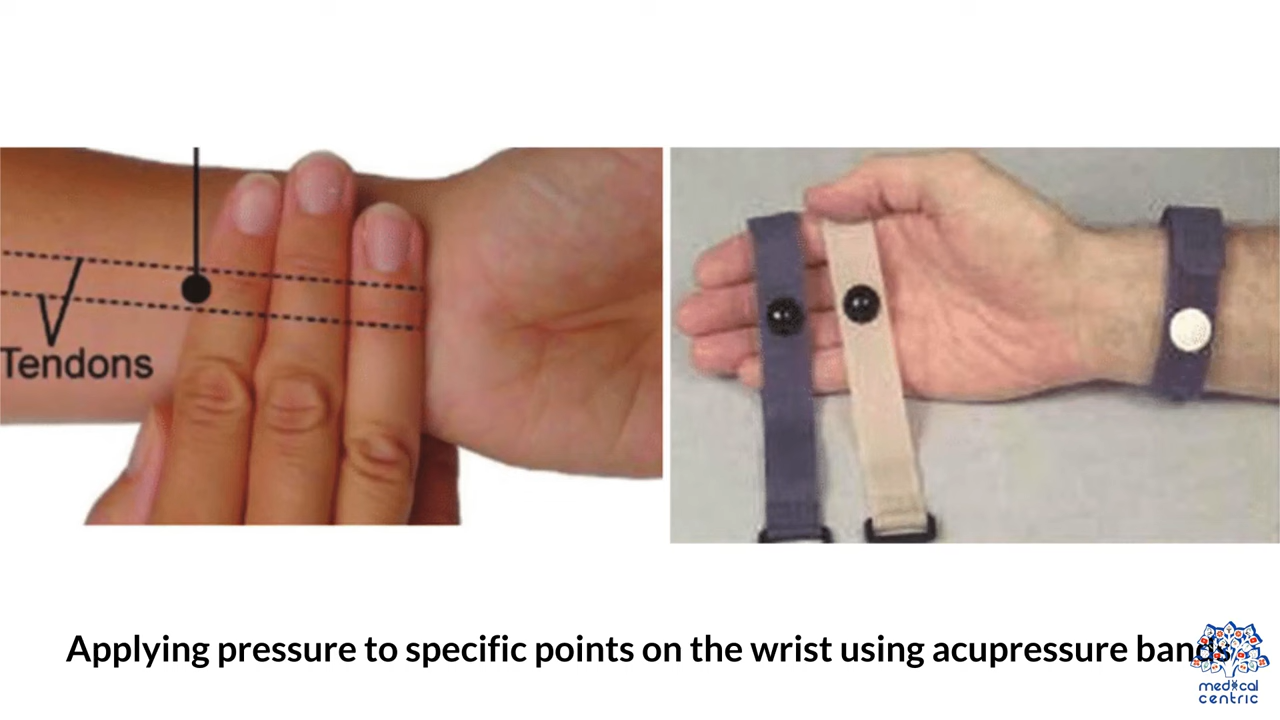 Tendons
Applying pressure to specific points on the wrist using acupressure bands
medical
centric